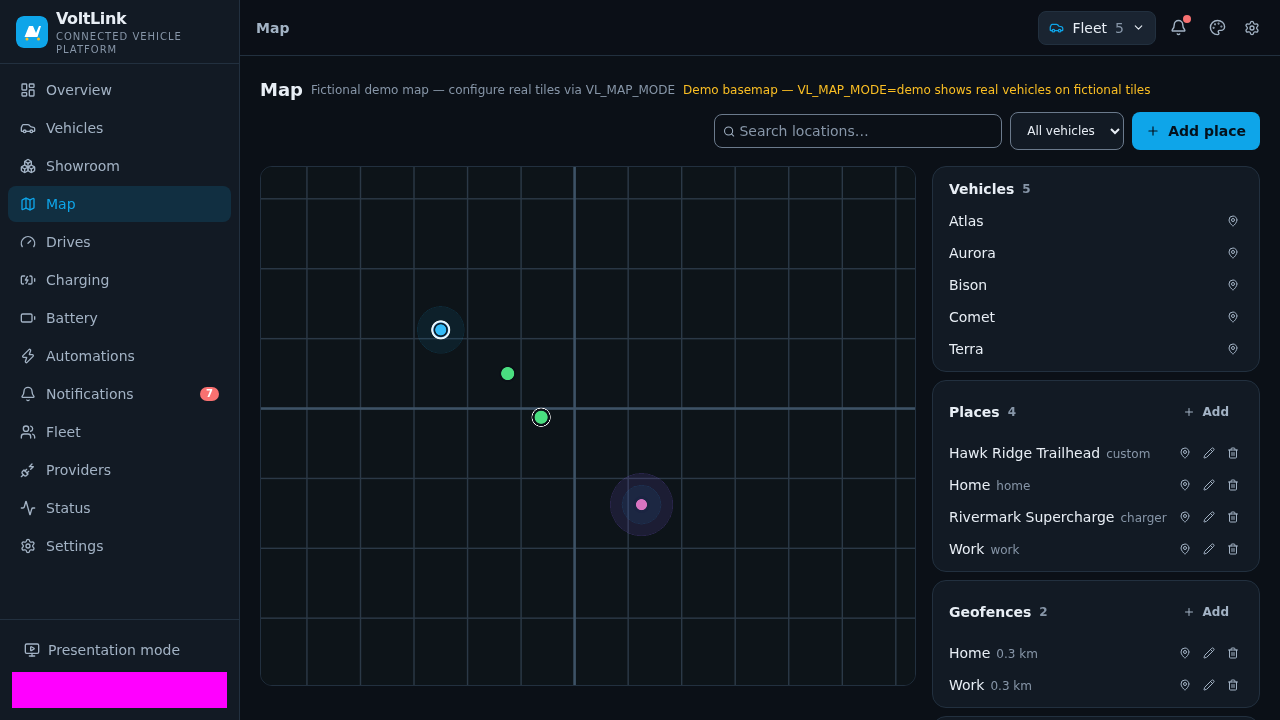 VoltLink
CONNECTED VEHICLE
PLATFORM
Overview
Vehicles
Showroom
Map
Drives
Charging
Battery
Automations
Notifications 7
Fleet
Providers
Status
Settings
Presentation mode
Map
Fleet 5
Map Fictional demo map — configure real tiles via VL_MAP_MODE Demo basemap — VL_MAP_MODE=demo shows real vehicles on fictional tiles
Search locations...
All vehicles
Add place
Vehicles 5
Atlas
Aurora
Bison
Comet
Terra
Places 4
Add
Hawk Ridge Trailhead custom
Home home
Rivermark Supercharge charger
Work work
Geofences 2
Add
Home 0.3 km
Work 0.3 km